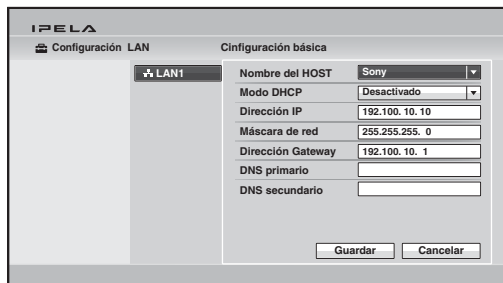 IPELA
Configuración LAN Cinfiguración básica
LAN1
Nombre del HOST Sony
Modo DHCP Desactivado
Dirección IP 192.100. 10. 10
Máscara de red 255.255.255. 0
Dirección Gateway 192.100. 10. 1
DNS primario
DNS secundario
Guardar Cancelar